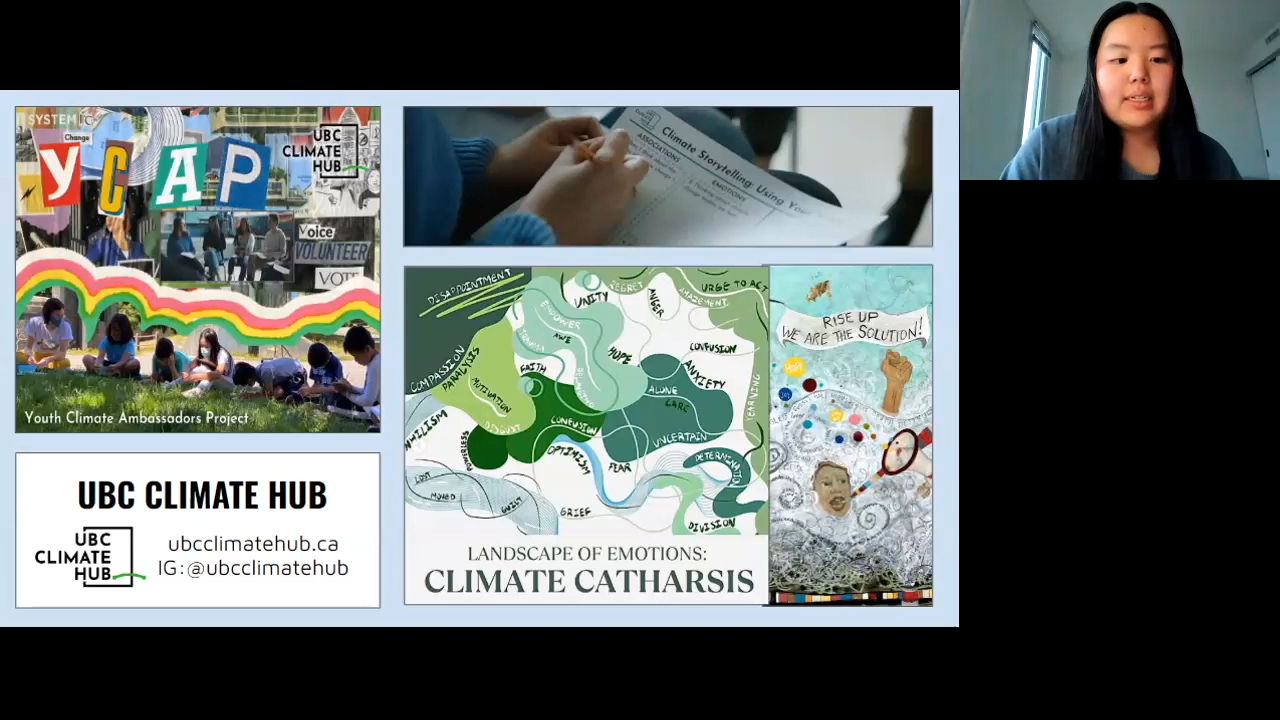 SYSTEM
Change
YCAP
UBC
CLIMATE
HUB
Voice
VOLUNTEER
VOTE
Youth Climate Ambassadors Project
UBC CLIMATE HUB
UBC
CLIMATE
HUB
ubcclimatehub.ca
IG:@ubcclimatehub
Climate Storytelling: Using
ASSOCIATIONS
EMOTIONS
DISAPPOINTMENT
UNITY
REGRET
ANGER
AMAZEMENT
URGE TO ACT
EMPOWER
AWE
HOPE
CONFUSION
COMPASSION
PARALYSIS
FAITH
ANXIETY
MOTIVATION
ALONE
CARE
YEARNING
NIHILISM
DISGUST
CONFUSION
UNCERTAIN
OPTIMISM
FEAR
DETERMINATION
LOST
MOVED
GUILT
GRIEF
DIVISION
LANDSCAPE OF EMOTIONS:
CLIMATE CATHARSIS
RISE UP
WE ARE THE SOLUTION!